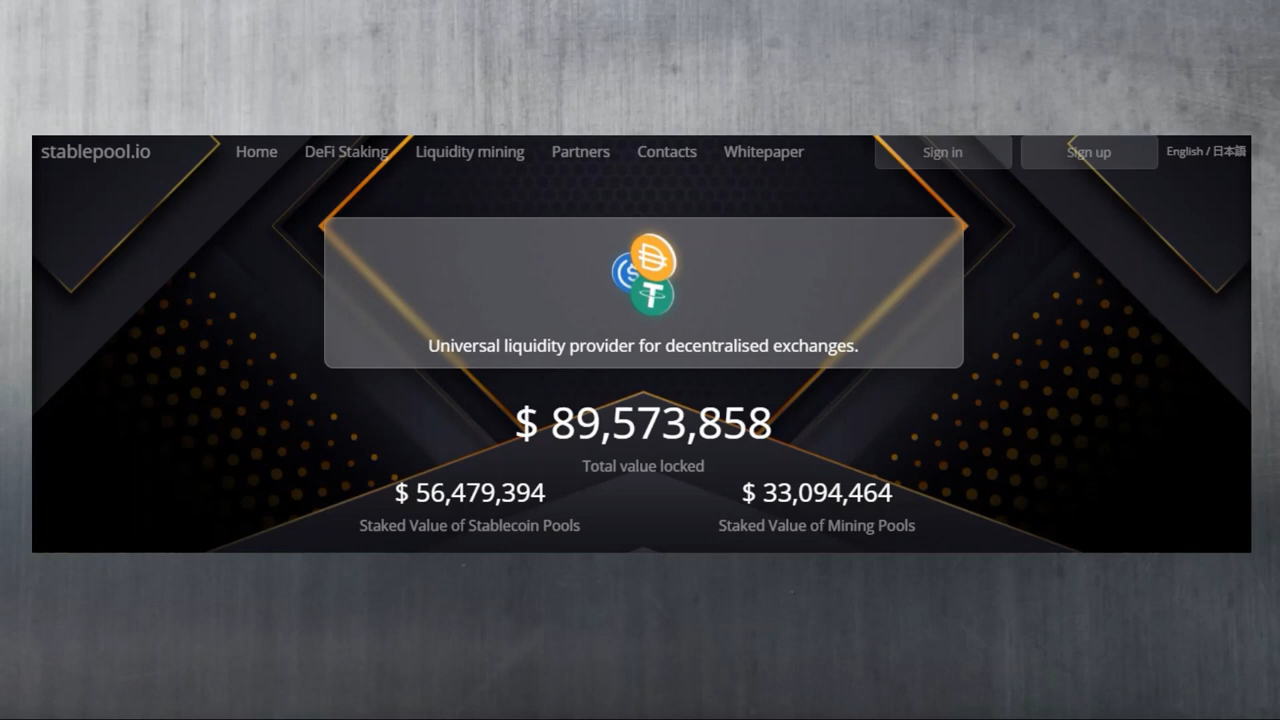 stablepool.io Home DeFi Staking Liquidity mining Partners Contacts Whitepaper Sign in Sign up English / 日本語
Universal liquidity provider for decentralised exchanges.
$ 89,573,858
Total value locked
$ 56,479,394 $ 33,094,464
Staked Value of Stablecoin Pools Staked Value of Mining Pools